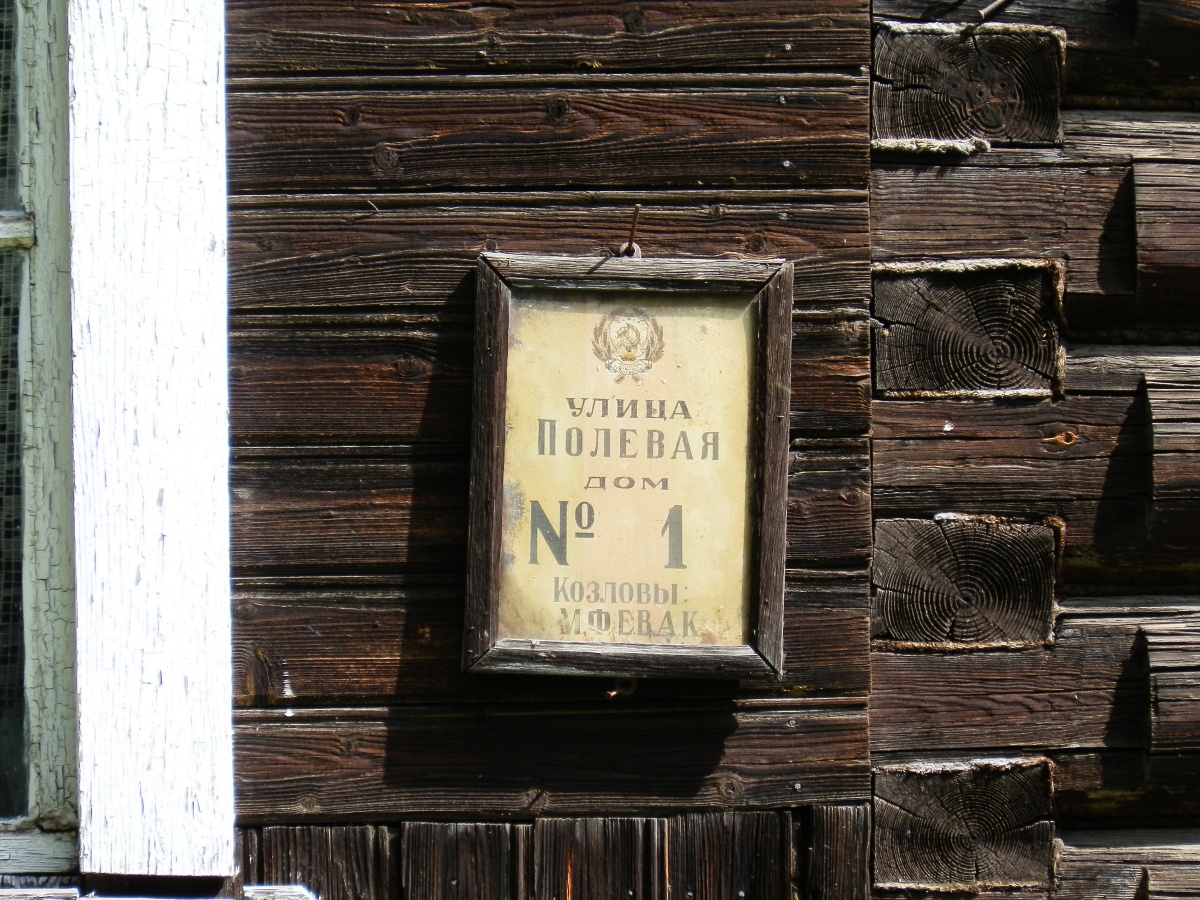 УЛИЦА
ПОЛЕВАЯ
ДОМ
№ 1
КОЗЛОВЫ:
М.Ф.Е.В.А.К.